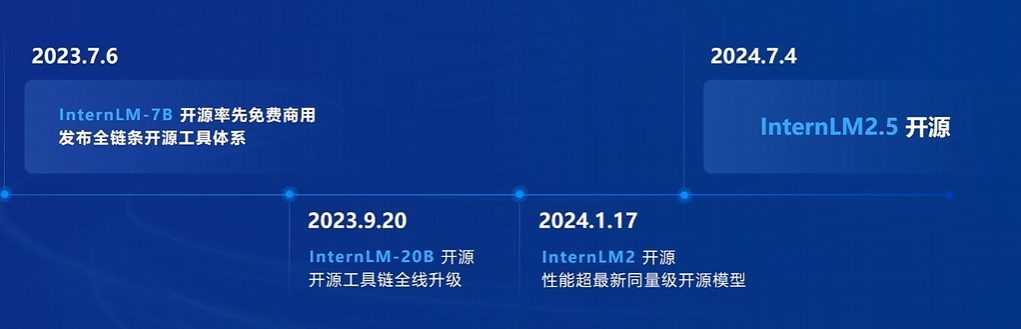 2023.7.6
InternLM-7B 开源率先免费商用
发布全链条开源工具体系
2023.9.20
InternLM-20B 开源
开源工具链全线升级
2024.1.17
InternLM2 开源
性能超最新同量级开源模型
2024.7.4
InternLM2.5 开源